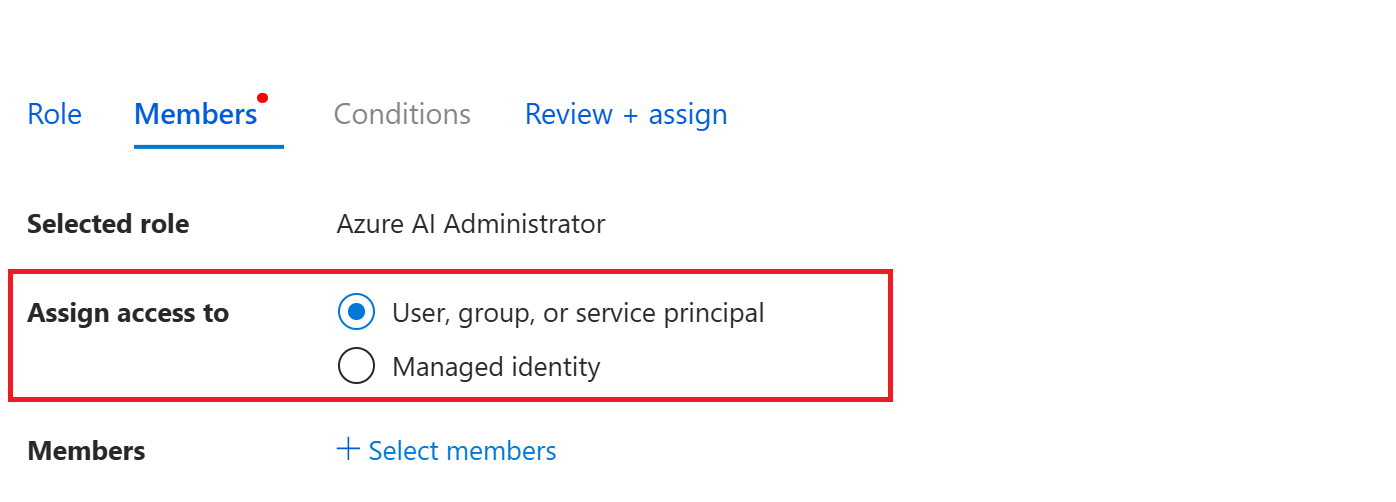 Role Members Conditions Review + assign
Selected role Azure AI Administrator
Assign access to User, group, or service principal
Managed identity
Members + Select members